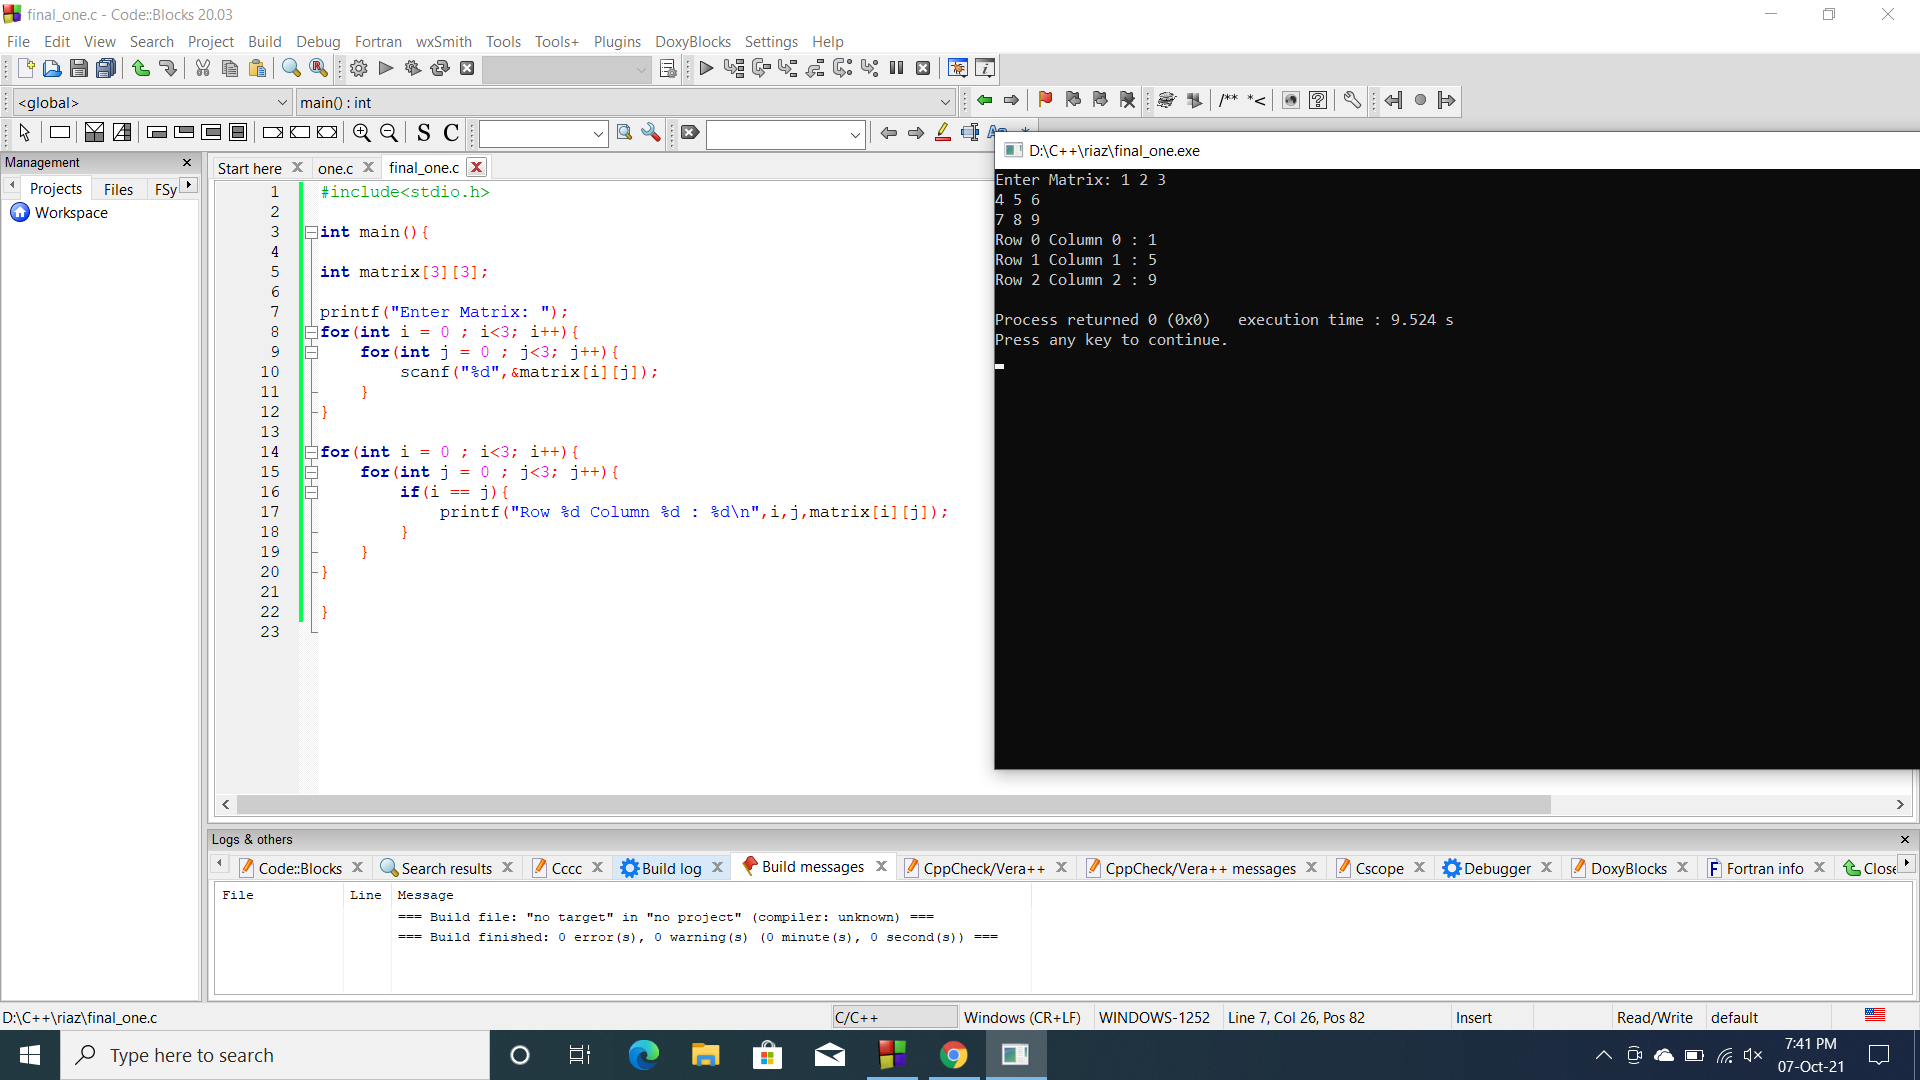 final_one.c - Code::Blocks 20.03
File Edit View Search Project Build Debug Fortran wxSmith Tools Tools+ Plugins DoxyBlocks Settings Help
<global> main() : int
/** *<
S C
Management
Projects Files FSy
Workspace
Start here one.c final_one.c
1 #include<stdio.h>
2
3 int main(){
4
5 int matrix[3][3];
6
7 printf("Enter Matrix: ");
8 for(int i = 0 ; i<3; i++){
9 for(int j = 0 ; j<3; j++){
10 scanf("%d",&matrix[i][j]);
11 }
12 }
13
14 for(int i = 0 ; i<3; i++){
15 for(int j = 0 ; j<3; j++){
16 if(i == j){
17 printf("Row %d Column %d : %d\n",i,j,matrix[i][j]);
18 }
19 }
20 }
21
22 }
23
D:\C++\riaz\final_one.exe
Enter Matrix: 1 2 3
4 5 6
7 8 9
Row 0 Column 0 : 1
Row 1 Column 1 : 5
Row 2 Column 2 : 9
Process returned 0 (0x0) execution time : 9.524 s
Press any key to continue.
Logs & others
Code::Blocks Search results Cccc Build log Build messages CppCheck/Vera++ CppCheck/Vera++ messages Cscope Debugger DoxyBlocks Fortran info Close
File Line Message
=== Build file: "no target" in "no project" (compiler: unknown) ===
=== Build finished: 0 error(s), 0 warning(s) (0 minute(s), 0 second(s)) ===
D:\C++\riaz\final_one.c C/C++ Windows (CR+LF) WINDOWS-1252 Line 7, Col 26, Pos 82 Insert Read/Write default
Type here to search
7:41 PM
07-Oct-21